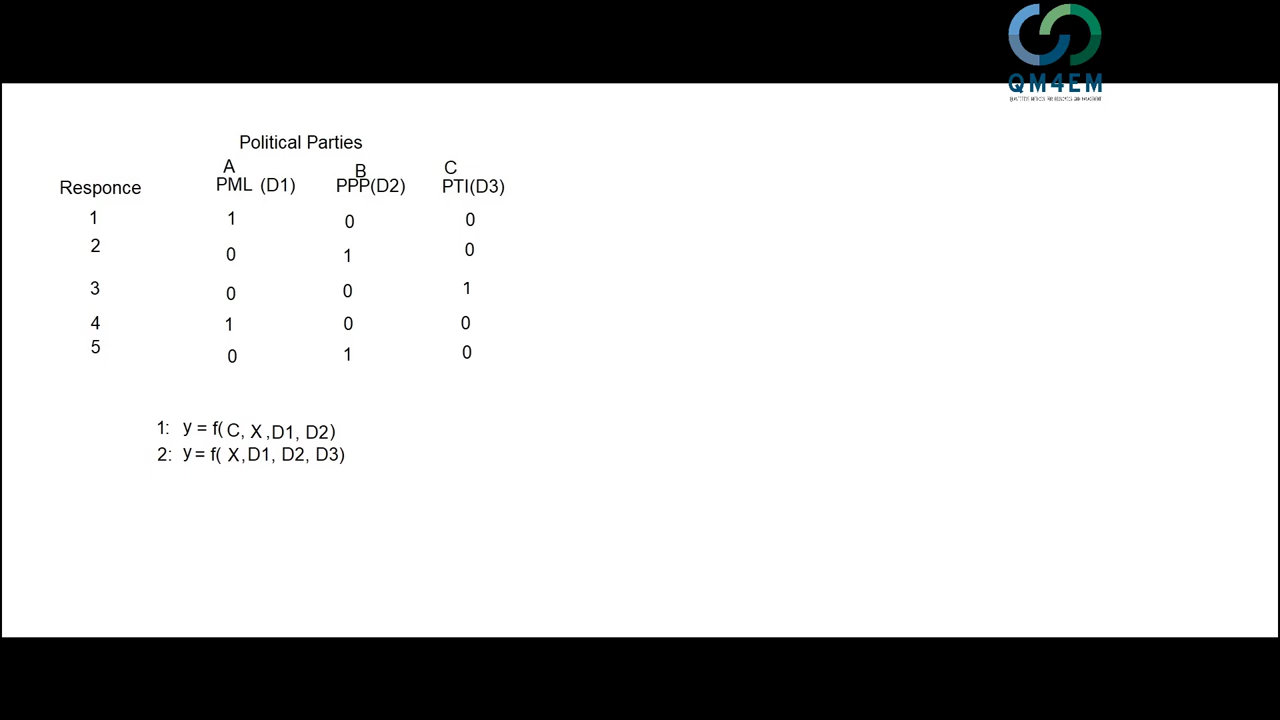 QM4EM
Political Parties
A B C
Responce PML (D1) PPP(D2) PTI(D3)
1 1 0 0
2 0 1 0
3 0 0 1
4 1 0 0
5 0 1 0
1: y = f( C, X ,D1, D2)
2: y = f( X,D1, D2, D3)